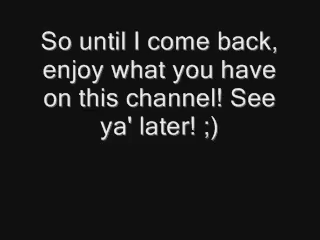 So until I come back,
enjoy what you have
on this channel! See
ya' later! ;)